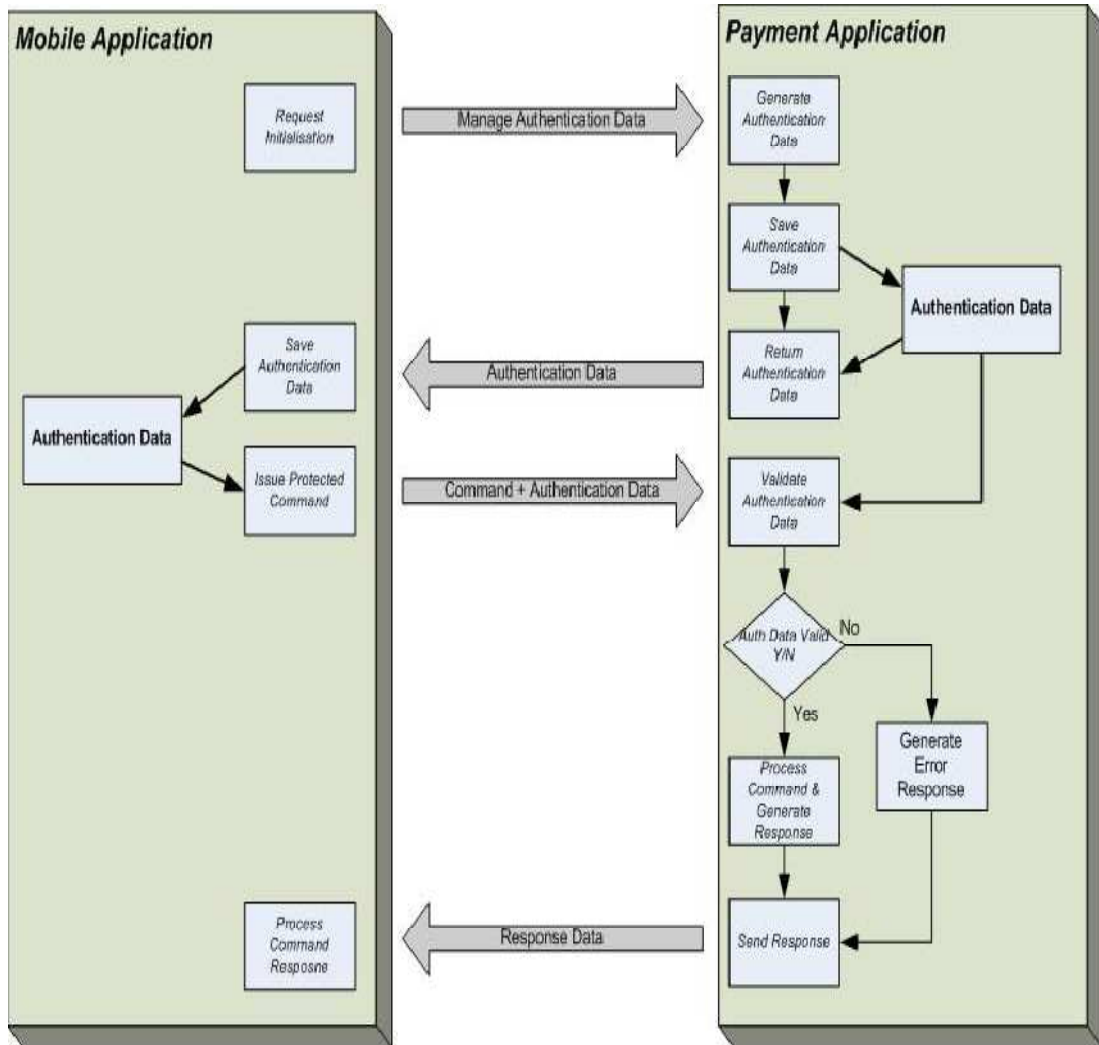 Mobile Application
Payment Application
Request
Initialisation
Manage Authentication Data
Generate
Authentication
Data
Save
Authentication
Data
Authentication Data
Save
Authentication
Data
Authentication Data
Return
Authentication
Data
Authentication Data
Issue Protected
Command
Command + Authentication Data
Validate
Authentication
Data
Auth Data Valid
Y/N
No
Yes
Generate
Error
Response
Process
Command &
Generate
Response
Process
Command
Resposne
Response Data
Send Response